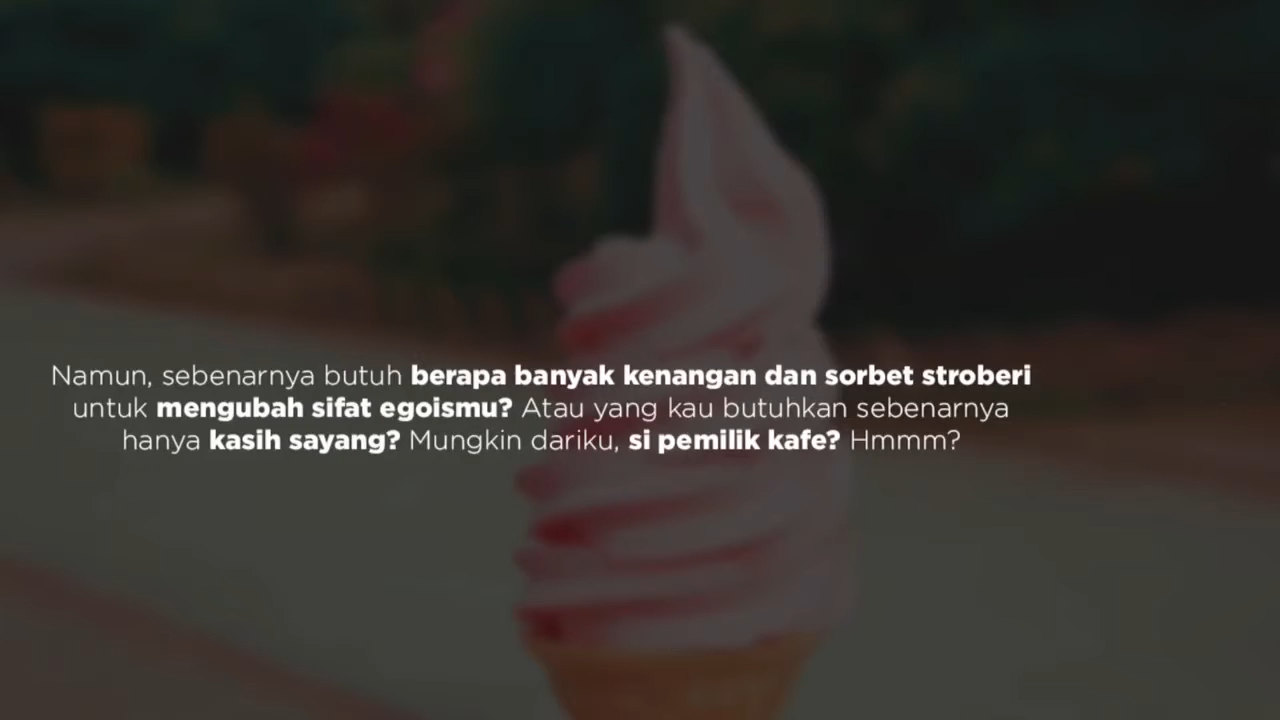 Namun, sebenarnya butuh berapa banyak kenangan dan sorbet stroberi
untuk mengubah sifat egoismu? Atau yang kau butuhkan sebenarnya
hanya kasih sayang? Mungkin dariku, si pemilik kafe? Hmmm?